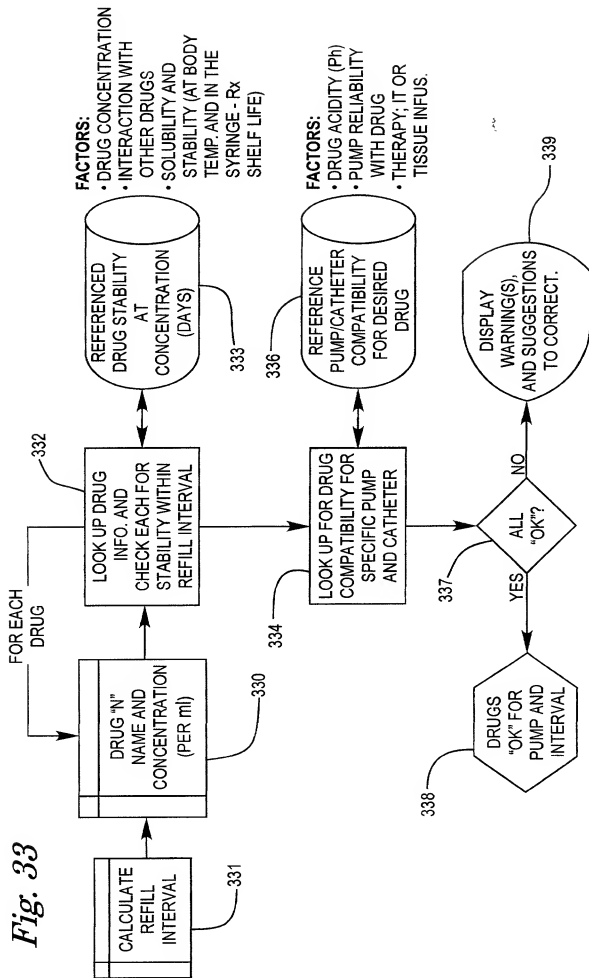 Fig. 33
CALCULATE
REFILL
INTERVAL
331
DRUG "N"
NAME AND
CONCENTRATION
(PER ml)
330
FOR EACH
DRUG
332
LOOK UP DRUG
INFO. AND
CHECK EACH FOR
STABILITY WITHIN
REFILL INTERVAL
REFERENCED
DRUG STABILITY
AT
CONCENTRATION
(DAYS)
333
FACTORS:
• DRUG CONCENTRATION
• INTERACTION WITH
OTHER DRUGS
• SOLUBILITY AND
STABILITY (AT BODY
TEMP. AND IN THE
SYRINGE - Rx
SHELF LIFE)
334
LOOK UP FOR DRUG
COMPATIBILITY FOR
SPECIFIC PUMP
AND CATHETER
336
REFERENCE
PUMP/CATHETER
COMPATIBILITY
FOR DESIRED
DRUG
FACTORS:
• DRUG ACIDITY (Ph)
• PUMP RELIABILITY
WITH DRUG
• THERAPY; IT OR
TISSUE INFUS.
337
ALL
"OK"?
YES
NO
338
DRUGS
"OK" FOR
PUMP AND
INTERVAL
339
DISPLAY
WARNING(S),
AND SUGGESTIONS
TO CORRECT.